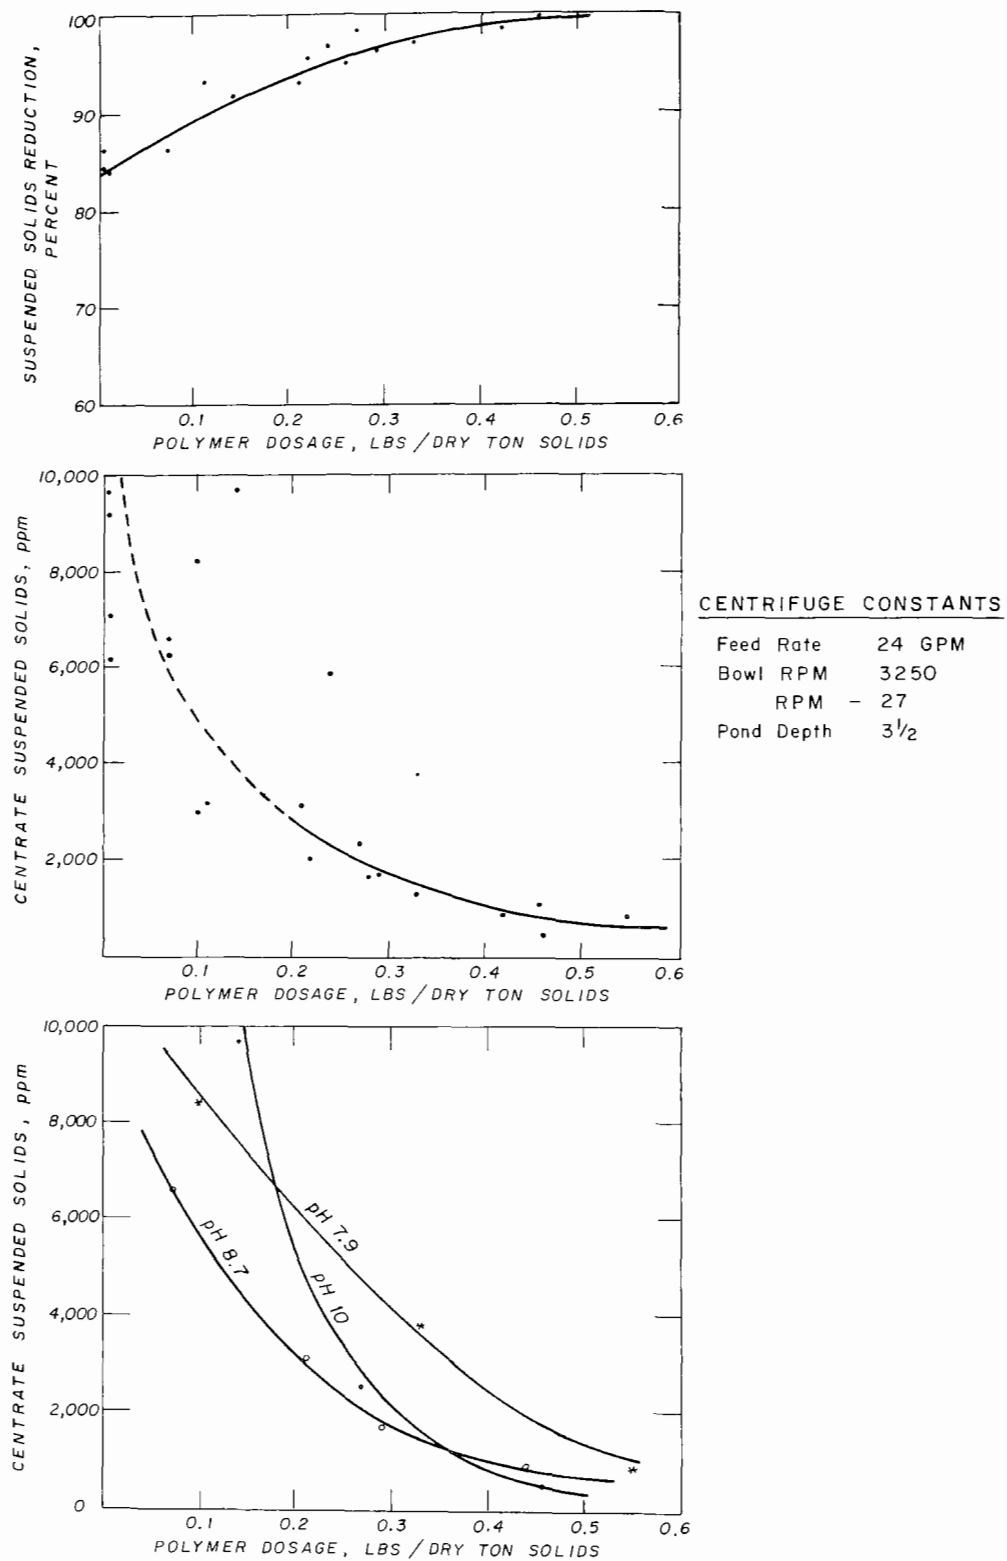 SUSPENDED SOLIDS REDUCTION,
PERCENT
100
90
80
70
60
0.1 0.2 0.3 0.4 0.5 0.6
POLYMER DOSAGE, LBS/DRY TON SOLIDS
CENTRATE SUSPENDED SOLIDS, ppm
10,000
8,000
6,000
4,000
2,000
0.1 0.2 0.3 0.4 0.5 0.6
POLYMER DOSAGE, LBS/DRY TON SOLIDS
CENTRIFUGE CONSTANTS
Feed Rate 24 GPM
Bowl RPM 3250
RPM - 27
Pond Depth 3 1/2
CENTRATE SUSPENDED SOLIDS, ppm
10,000
8,000
6,000
4,000
2,000
0
pH 7.9
pH 8.7
pH 10
0.1 0.2 0.3 0.4 0.5 0.6
POLYMER DOSAGE, LBS/DRY TON SOLIDS